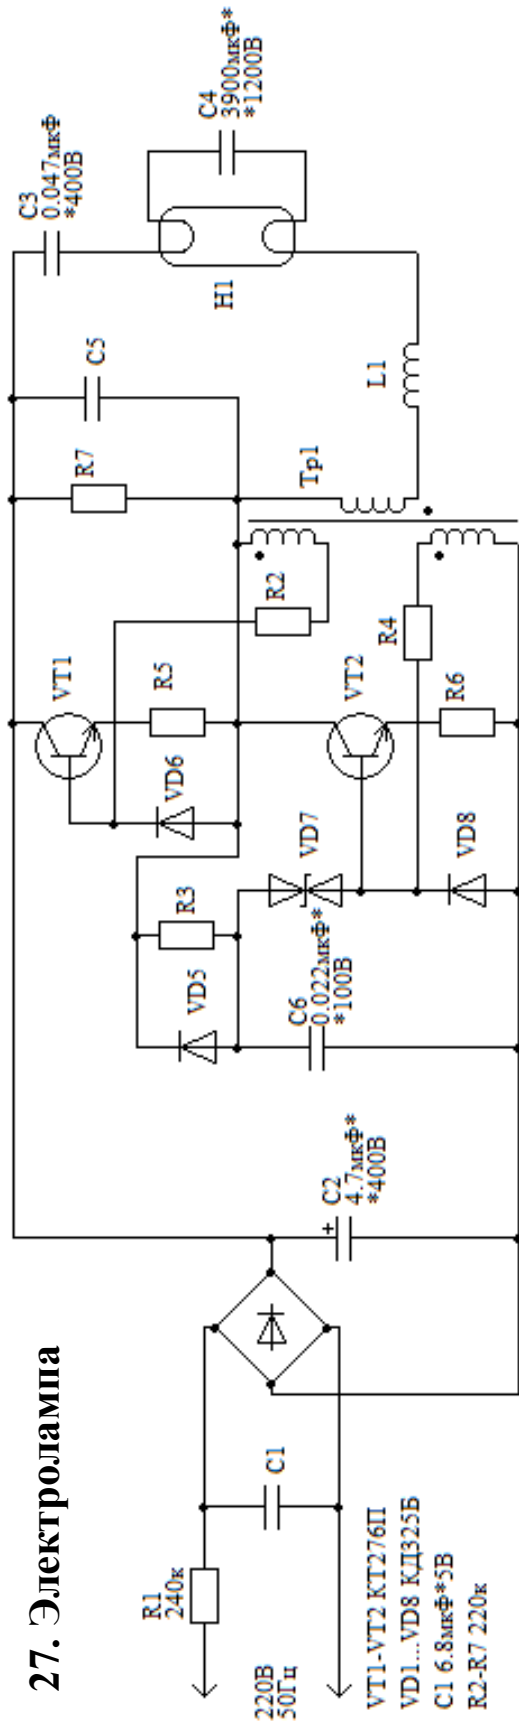 27. Электролампа
R1
240к
220В
50Гц
C1
VT1-VT2 КТ276П
VD1...VD8 КД325Б
C1 6.8мкФ*5В
R2-R7 220к
C2
4.7мкФ*
*400В
+
VD5
R3
C6
0.022мкФ*
*100В
VD6
VT1
R5
VD7
VD8
VT2
R6
R2
R4
R7
Тр1
C5
L1
C3
0.047мкФ
*400В
H1
C4
3900мкФ*
*1200В